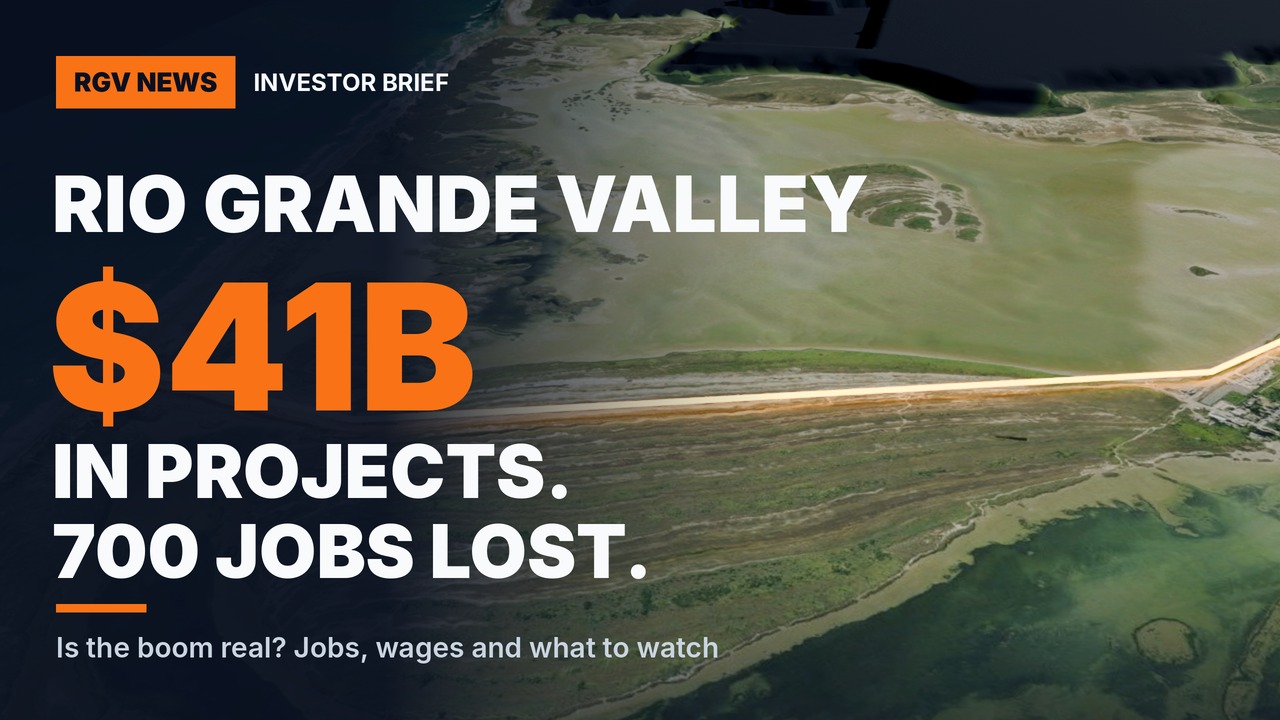 RGV NEWS INVESTOR BRIEF
RIO GRANDE VALLEY
$41B
IN PROJECTS.
700 JOBS LOST.
Is the boom real? Jobs, wages and what to watch